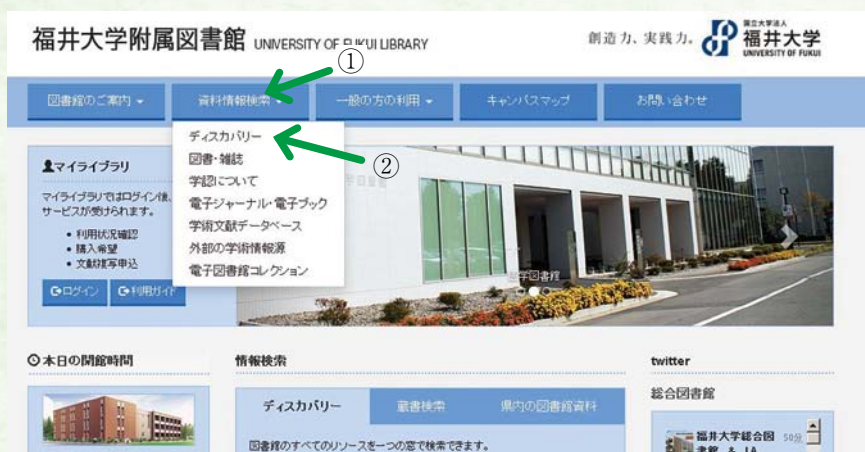 福井大学附属図書館 UNIVERSITY OF FUKUI LIBRARY
創造力、実践力。
国立大学法人
福井大学
UNIVERSITY OF FUKUI
①
図書館のご案内
資料情報検索
一般の方の利用
キャンパスマップ
お問い合わせ
ディスカバリー
②
図書・雑誌
学認について
電子ジャーナル・電子ブック
学術文献データベース
外部の学術情報源
電子図書館コレクション
マイライブラリ
マイライブラリではログイン後、
サービスが受けられます。
• 利用状況確認
• 購入希望
• 文献複写申込
ログイン
利用ガイド
医学図書館
本日の開館時間
情報検索
ディスカバリー
蔵書検索
県内の図書館資料
図書館のすべてのリソースを一つの窓で検索できます。
twitter
総合図書館
福井大学総合図 50分
書館 & LA